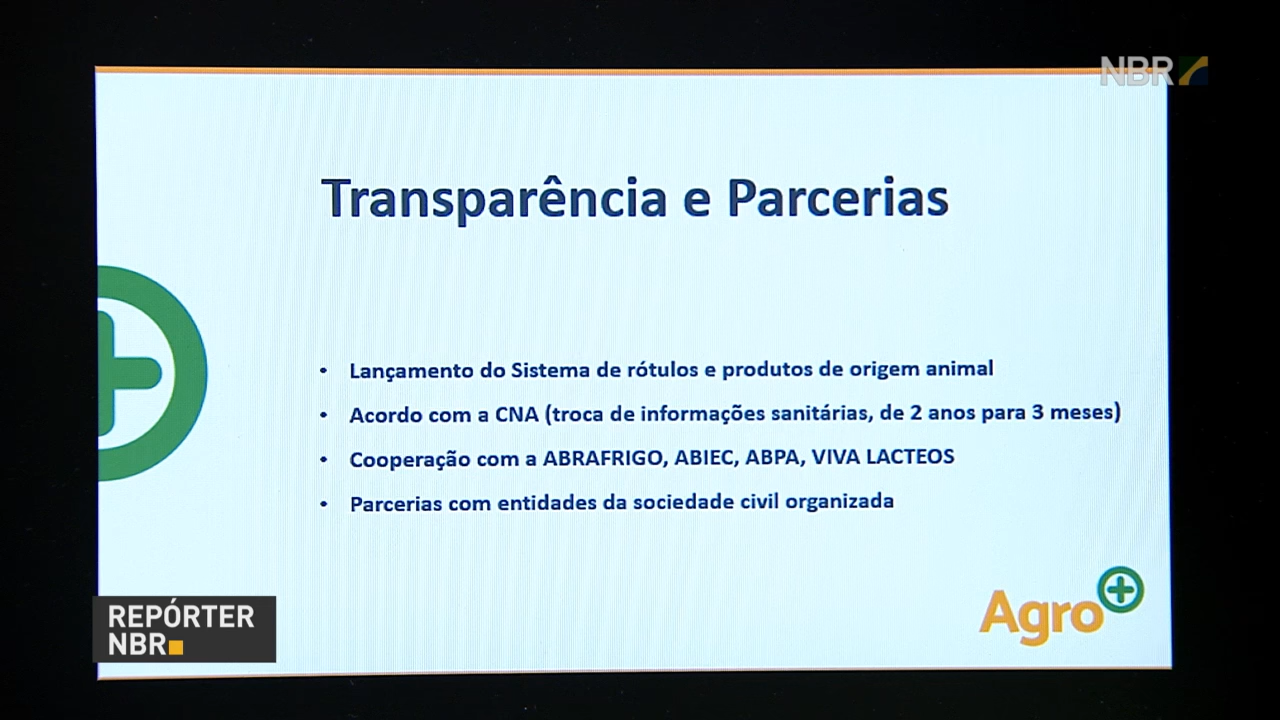 NBR
Transparência e Parcerias
• Lançamento do Sistema de rótulos e produtos de origem animal
• Acordo com a CNA (troca de informações sanitárias, de 2 anos para 3 meses)
• Cooperação com a ABRAFRIGO, ABIEC, ABPA, VIVA LACTEOS
• Parcerias com entidades da sociedade civil organizada
Agro+
REPÓRTER
NBR